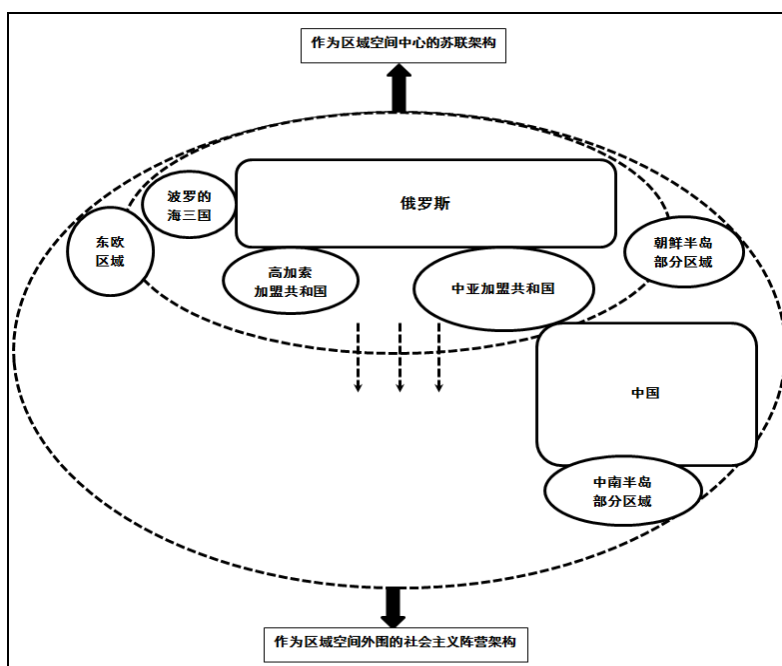 作为区域空间中心的苏联架构
波罗的
海三国
俄罗斯
东欧
区域
朝鲜半岛
部分区域
高加索
加盟共和国
中亚加盟共和国
中国
中南半岛
部分区域
作为区域空间外围的社会主义阵营架构